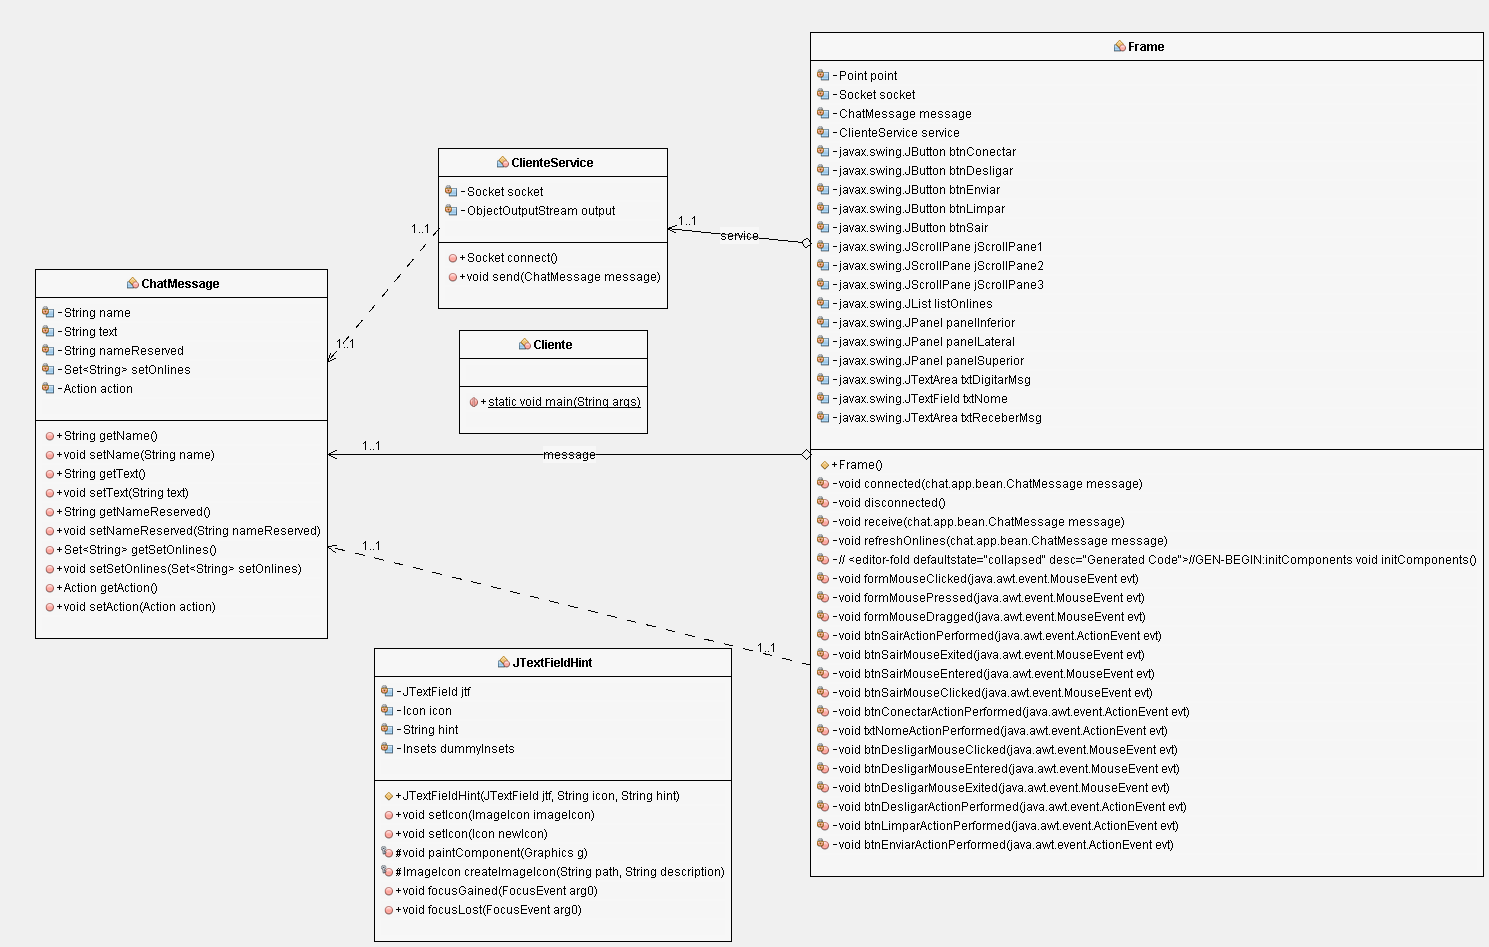 Frame
-Point point
-Socket socket
-ChatMessage message
-ClienteService service
-javax.swing.JButton btnConectar
-javax.swing.JButton btnDesligar
-javax.swing.JButton btnEnviar
-javax.swing.JButton btnLimpar
-javax.swing.JButton btnSair
-javax.swing.JScrollPane jScrollPane1
-javax.swing.JScrollPane jScrollPane2
-javax.swing.JScrollPane jScrollPane3
-javax.swing.JList listOnlines
-javax.swing.JPanel panelInferior
-javax.swing.JPanel panelLateral
-javax.swing.JPanel panelSuperior
-javax.swing.JTextArea txtDigitarMsg
-javax.swing.JTextField txtNome
-javax.swing.JTextArea txtReceberMsg
+Frame()
-void connected(chat.app.bean.ChatMessage message)
-void disconnected()
-void receive(chat.app.bean.ChatMessage message)
-void refreshOnlines(chat.app.bean.ChatMessage message)
-// <editor-fold defaultstate="collapsed" desc="Generated Code">//GEN-BEGIN:initComponents void initComponents()
-void formMouseClicked(java.awt.event.MouseEvent evt)
-void formMousePressed(java.awt.event.MouseEvent evt)
-void formMouseDragged(java.awt.event.MouseEvent evt)
-void btnSairActionPerformed(java.awt.event.ActionEvent evt)
-void btnSairMouseExited(java.awt.event.MouseEvent evt)
-void btnSairMouseEntered(java.awt.event.MouseEvent evt)
-void btnSairMouseClicked(java.awt.event.MouseEvent evt)
-void btnConectarActionPerformed(java.awt.event.ActionEvent evt)
-void txtNomeActionPerformed(java.awt.event.ActionEvent evt)
-void btnDesligarMouseClicked(java.awt.event.MouseEvent evt)
-void btnDesligarMouseEntered(java.awt.event.MouseEvent evt)
-void btnDesligarMouseExited(java.awt.event.MouseEvent evt)
-void btnDesligarActionPerformed(java.awt.event.ActionEvent evt)
-void btnLimparActionPerformed(java.awt.event.ActionEvent evt)
-void btnEnviarActionPerformed(java.awt.event.ActionEvent evt)
ClienteService
-Socket socket
-ObjectOutputStream output
+Socket connect()
+void send(ChatMessage message)
1..1
service
1..1
1..1
ChatMessage
-String name
-String text
-String nameReserved
-Set<String> setOnlines
-Action action
+String getName()
+void setName(String name)
+String getText()
+void setText(String text)
+String getNameReserved()
+void setNameReserved(String nameReserved)
+Set<String> getSetOnlines()
+void setSetOnlines(Set<String> setOnlines)
+Action getAction()
+void setAction(Action action)
Cliente
+static void main(String args)
1..1
message
1..1
1..1
JTextFieldHint
-JTextField jtf
-Icon icon
-String hint
-Insets dummyInsets
+JTextFieldHint(JTextField jtf, String icon, String hint)
+void setIcon(ImageIcon imageIcon)
+void setIcon(Icon newIcon)
#void paintComponent(Graphics g)
#ImageIcon createImageIcon(String path, String description)
+void focusGained(FocusEvent arg0)
+void focusLost(FocusEvent arg0)